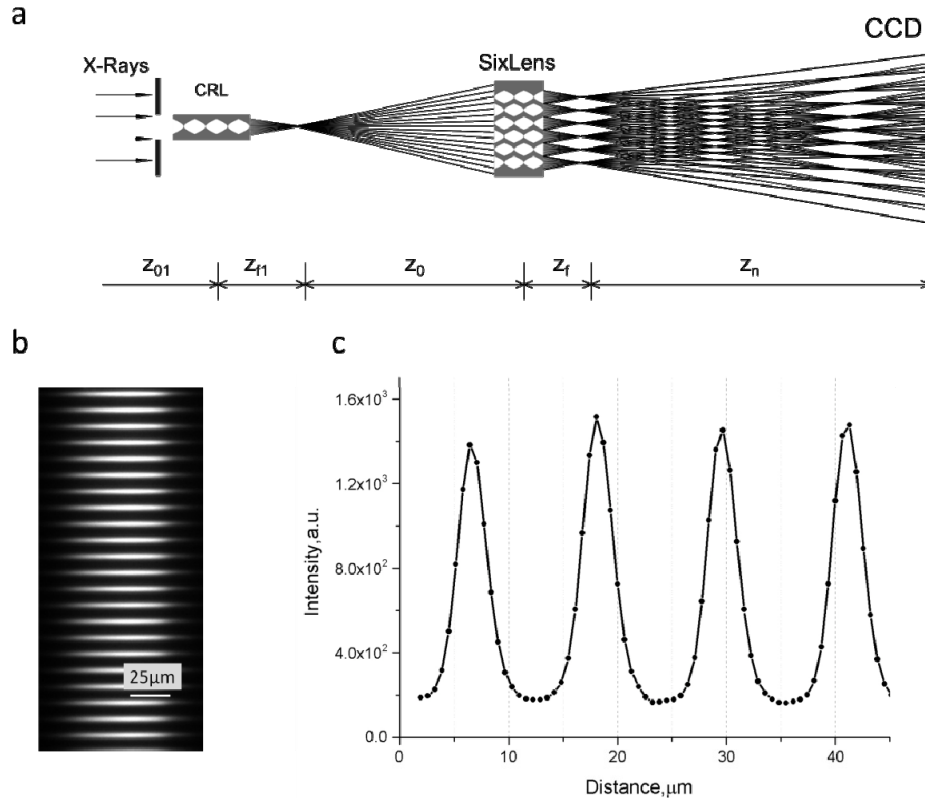 a
X-Rays
CRL
SixLens
CCD
z01
zf1
z0
zf
zn
b
25μm
c
Intensity,a.u.
1.6x10³
1.2x10³
8.0x10²
4.0x10²
0.0
0
10
20
30
40
Distance,μm